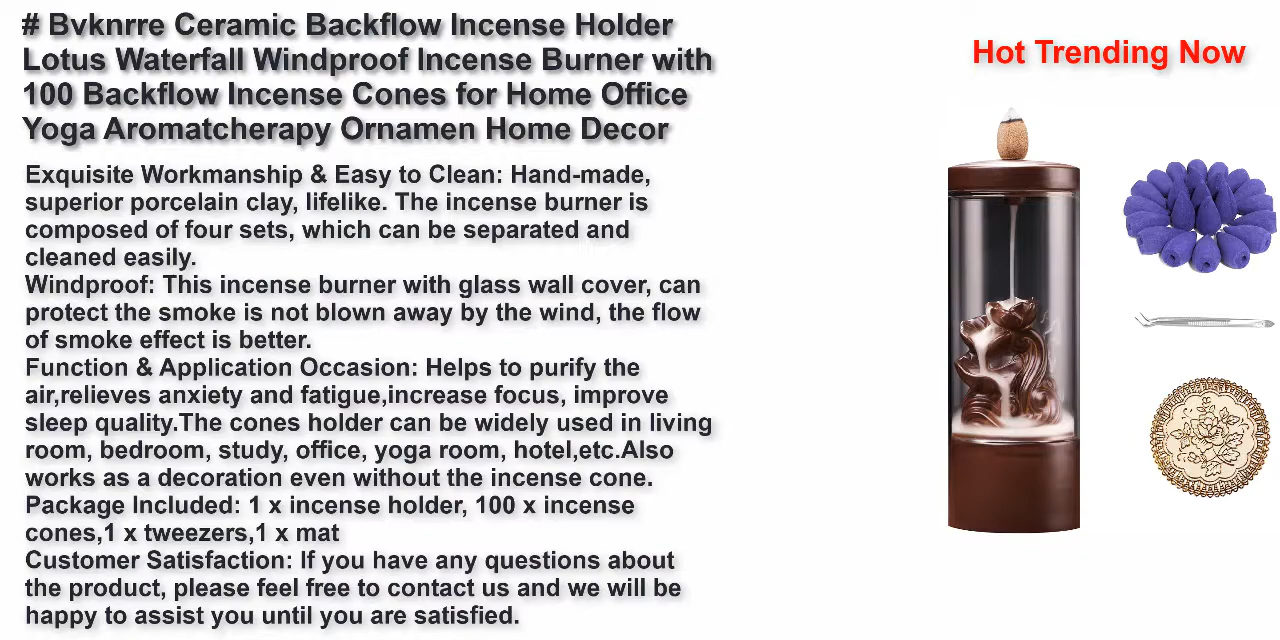 # Bvknrre Ceramic Backflow Incense Holder
Lotus Waterfall Windproof Incense Burner with
100 Backflow Incense Cones for Home Office
Yoga Aromatcherapy Ornamen Home Decor
Exquisite Workmanship & Easy to Clean: Hand-made,
superior porcelain clay, lifelike. The incense burner is
composed of four sets, which can be separated and
cleaned easily.
Windproof: This incense burner with glass wall cover, can
protect the smoke is not blown away by the wind, the flow
of smoke effect is better.
Function & Application Occasion: Helps to purify the
air,relieves anxiety and fatigue,increase focus, improve
sleep quality.The cones holder can be widely used in living
room, bedroom, study, office, yoga room, hotel,etc.Also
works as a decoration even without the incense cone.
Package Included: 1 x incense holder, 100 x incense
cones,1 x tweezers,1 x mat
Customer Satisfaction: If you have any questions about
the product, please feel free to contact us and we will be
happy to assist you until you are satisfied.
Hot Trending Now